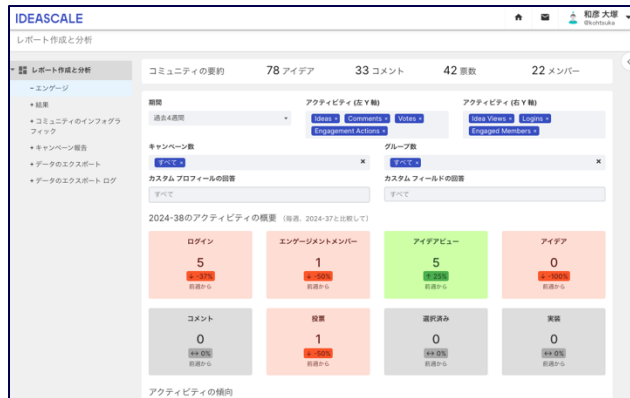 IDEASCALE
和彦 大塚
@kohtsuka
レポート作成と分析
レポート作成と分析
エンゲージ
結果
コミュニティのインフォグラフィック
キャンペーン報告
データのエクスポート
データのエクスポート ログ
コミュニティの要約 78 アイデア 33 コメント 42 票数 22 メンバー
期間 アクティビティ (左 Y 軸) アクティビティ (右 Y 軸)
過去4週間 Ideas × Comments × Votes × Idea Views × Logins ×
Engagement Actions × Engaged Members ×
キャンペーン数 グループ数
すべて × × すべて × ×
カスタム プロフィールの回答 カスタム フィールドの回答
すべて すべて
2024-38のアクティビティの概要 (毎週、2024-37と比較して)
ログイン エンゲージメントメンバー アイデアビュー アイデア
5 1 5 0
↓ -37% ↓ -50% ↑ 25% ↓ -100%
前週から 前週から 前週から 前週から
コメント 投票 選択済み 実装
0 1 0 0
↔ 0% ↓ -50% ↔ 0% ↔ 0%
前週から 前週から 前週から 前週から
アクティビティの傾向